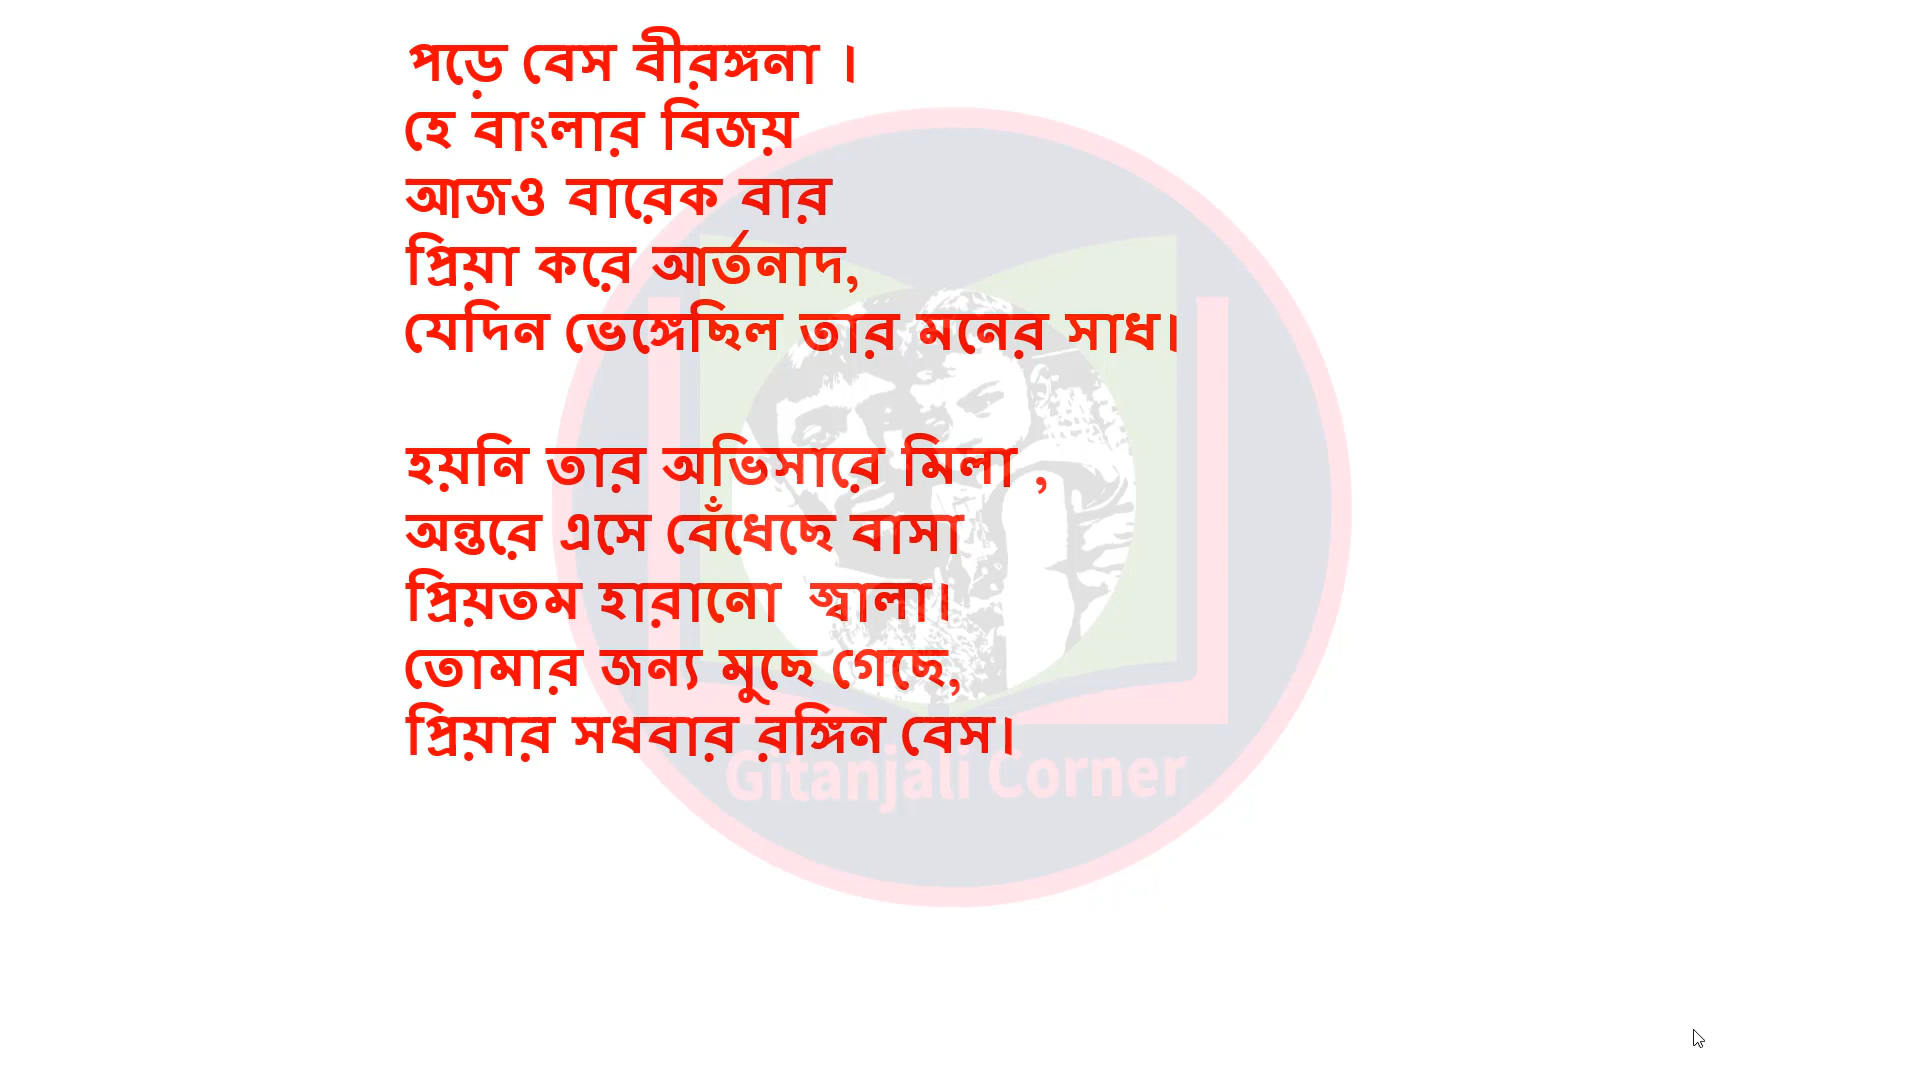 পড়ে বেস বীরঙ্গনা ।
হে বাংলার বিজয়
আজও বারেক বার
প্রিয়া করে আর্তনাদ,
যেদিন ভেঙ্গেছিল তার মনের সাধ।
হয়নি তার অভিসারে মিলা ,
অন্তরে এসে বেঁধেছে বাসা
প্রিয়তম হারানো জ্বালা।
তোমার জন্য মুছে গেছে,
প্রিয়ার সধবার রঙ্গিন বেস।
Gitanjali Corner